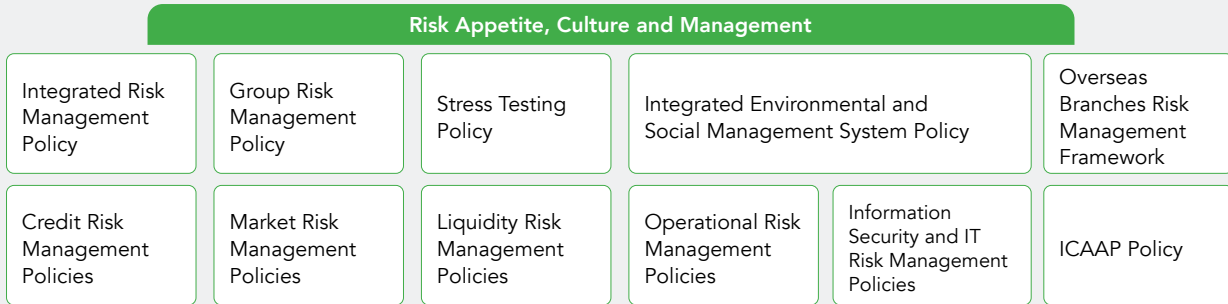 Risk Appetite, Culture and Management
Integrated Risk
Management
Policy
Group Risk
Management
Policy
Stress Testing
Policy
Integrated Environmental and
Social Management System Policy
Overseas
Branches Risk
Management
Framework
Credit Risk
Management
Policies
Market Risk
Management
Policies
Liquidity Risk
Management
Policies
Operational Risk
Management
Policies
Information
Security and IT
Risk Management
Policies
ICAAP Policy